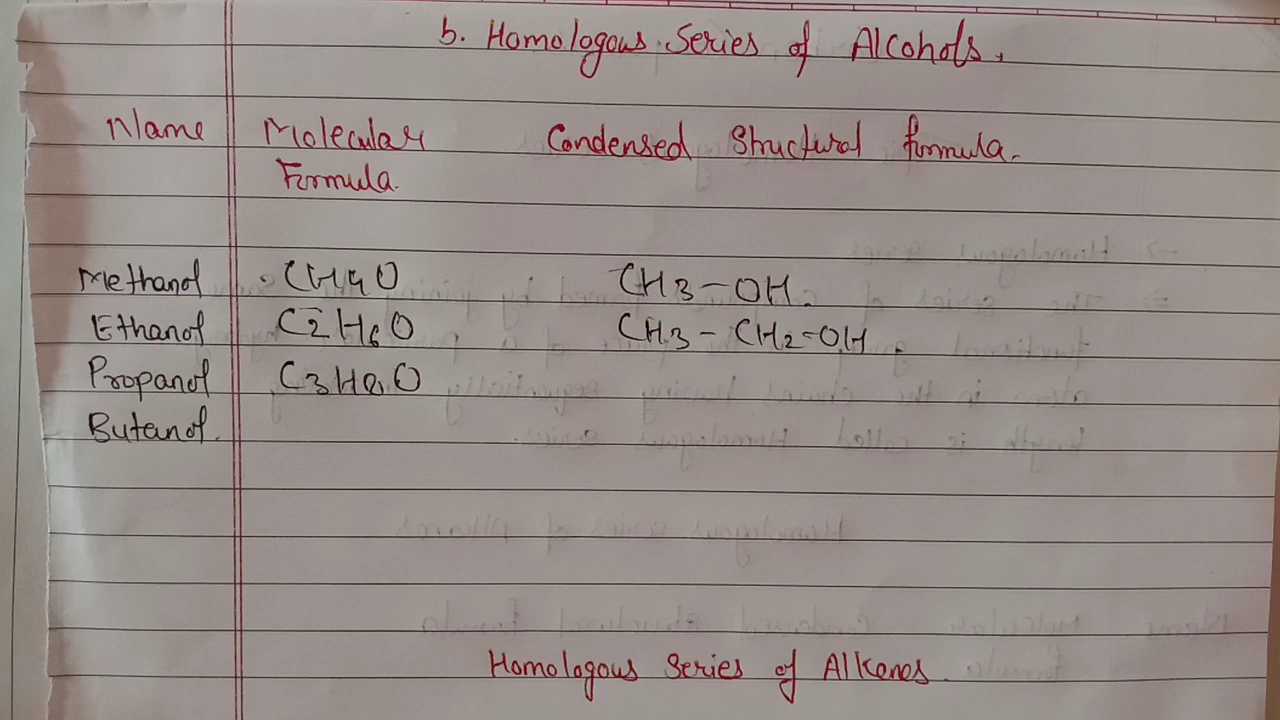 b. Homologous Series of Alcohols.
Name Molecular Condensed Structural formula.
Formula.
Methanol CH4O CH3-OH.
Ethanol C2H6O CH3-CH2-OH.
Propanol C3H8O
Butanol.
Homologous Series of Alkenes.